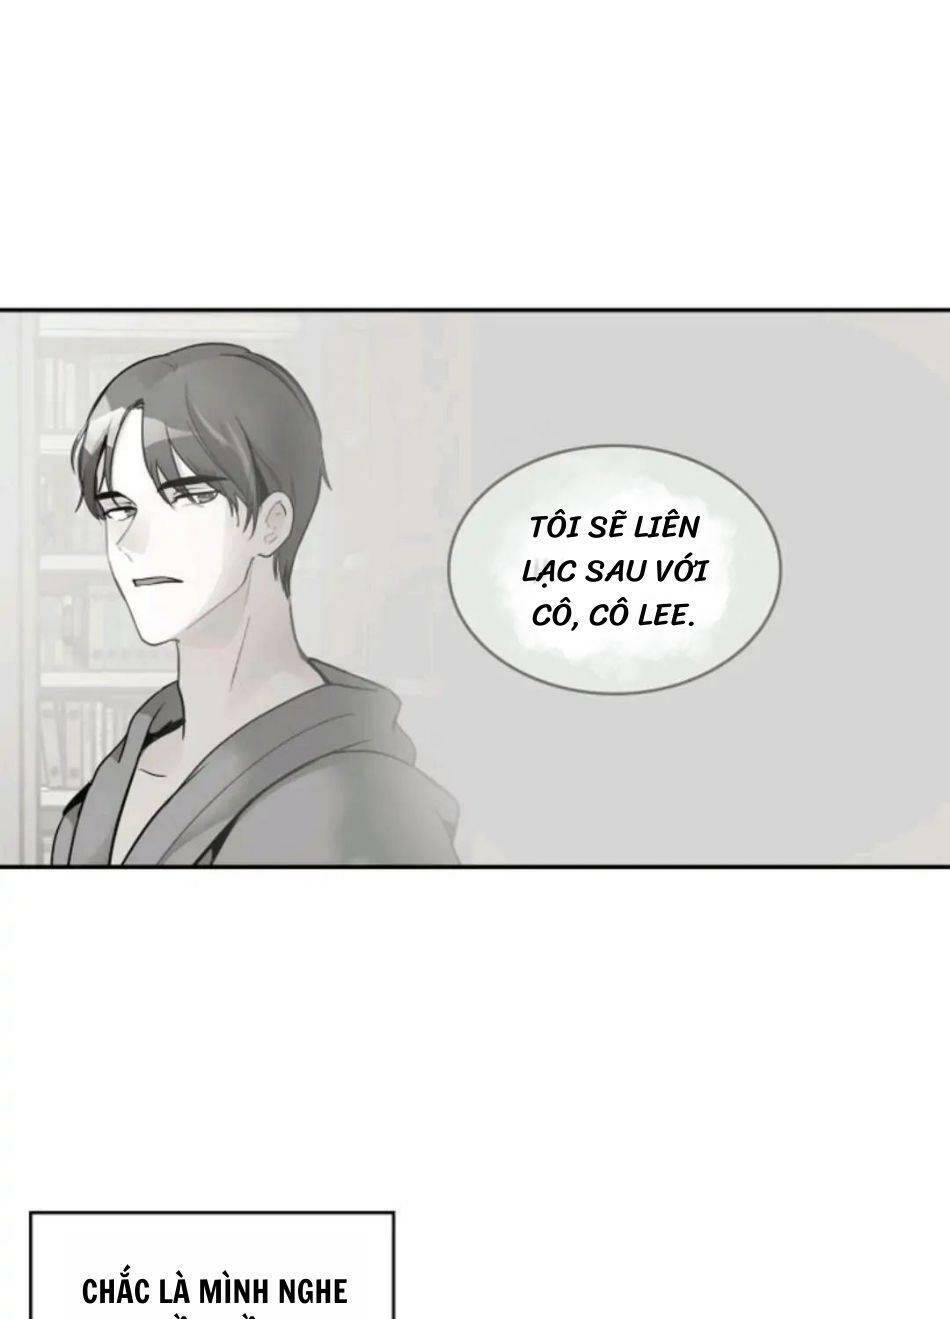 TÔI SẼ LIÊN
LẠC SAU VỚI
CÔ, CÔ LEE.
CHẮC LÀ MÌNH NGHE